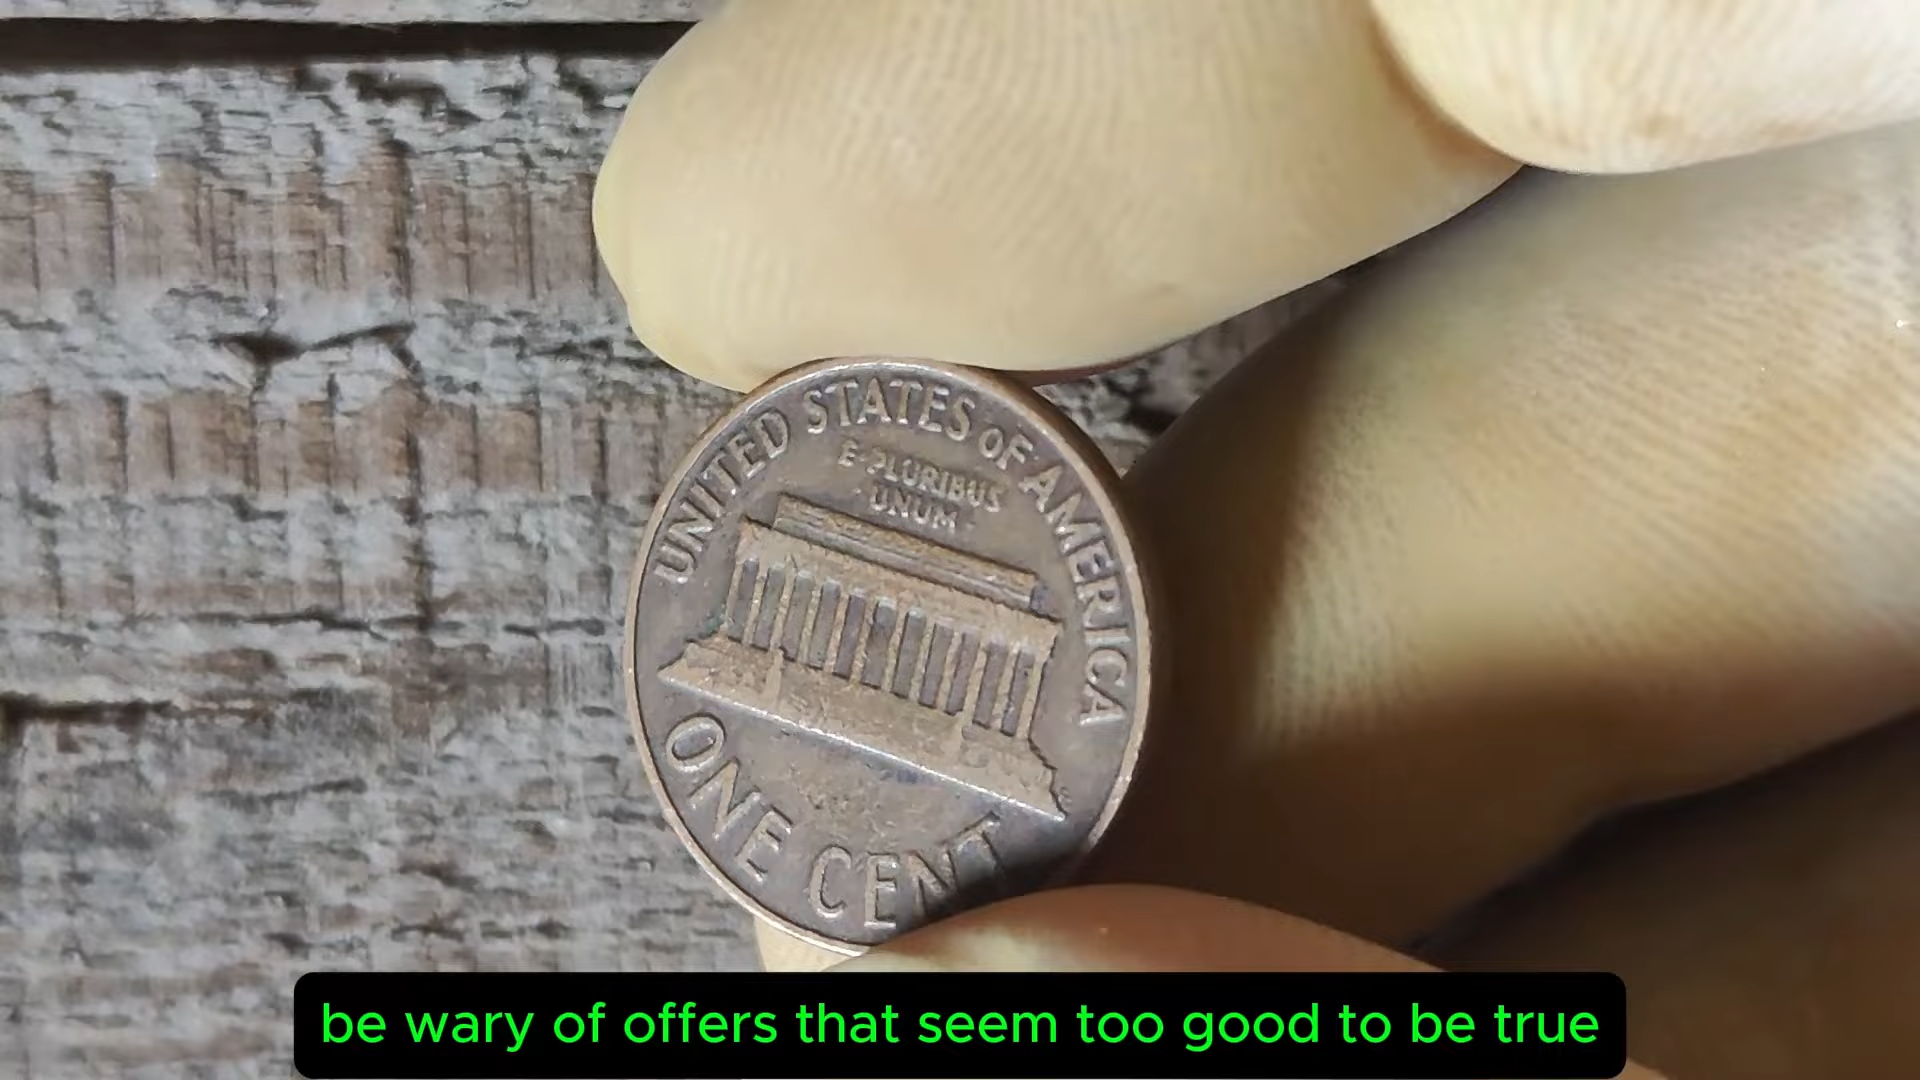 UNITED STATES OF AMERICA
E·PLURIBUS
·UNUM·
ONE CENT
be wary of offers that seem too good to be true